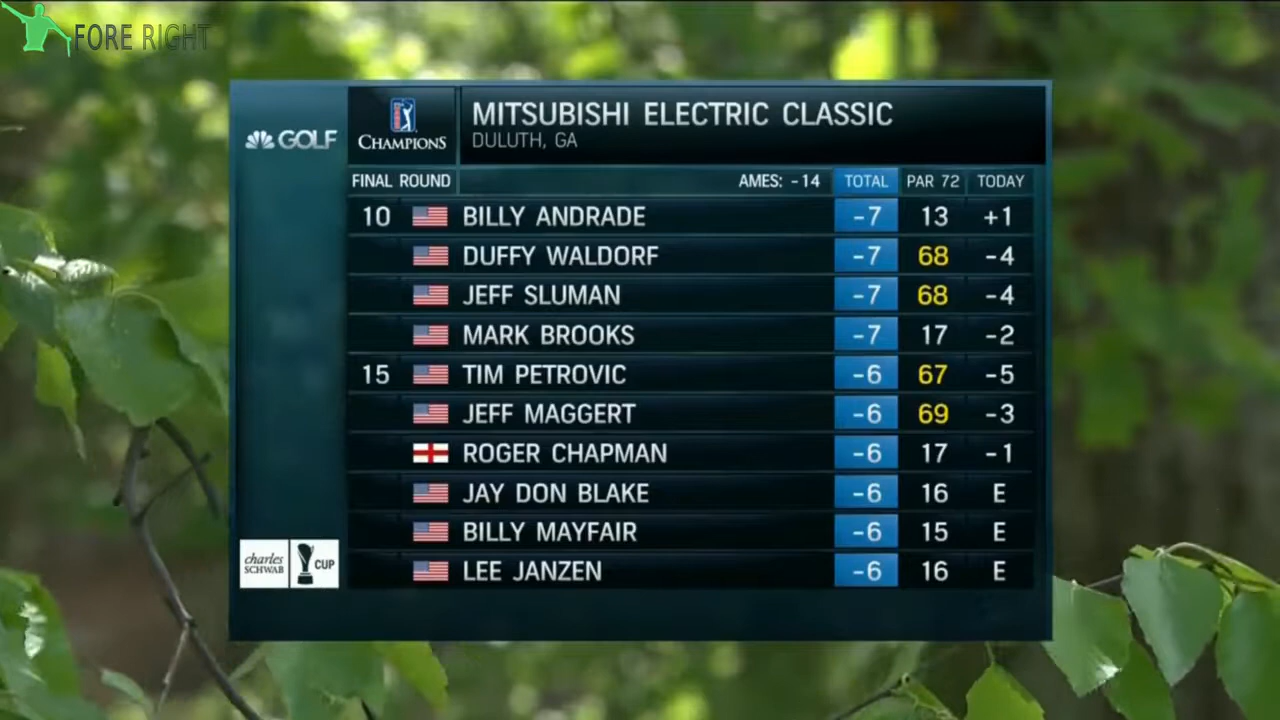 FORE RIGHT
GOLF
CHAMPIONS
MITSUBISHI ELECTRIC CLASSIC
DULUTH, GA
FINAL ROUND AMES: -14 TOTAL PAR 72 TODAY
10 BILLY ANDRADE -7 13 +1
DUFFY WALDORF -7 68 -4
JEFF SLUMAN -7 68 -4
MARK BROOKS -7 17 -2
15 TIM PETROVIC -6 67 -5
JEFF MAGGERT -6 69 -3
ROGER CHAPMAN -6 17 -1
JAY DON BLAKE -6 16 E
BILLY MAYFAIR -6 15 E
LEE JANZEN -6 16 E
charles
SCHWAB
CUP